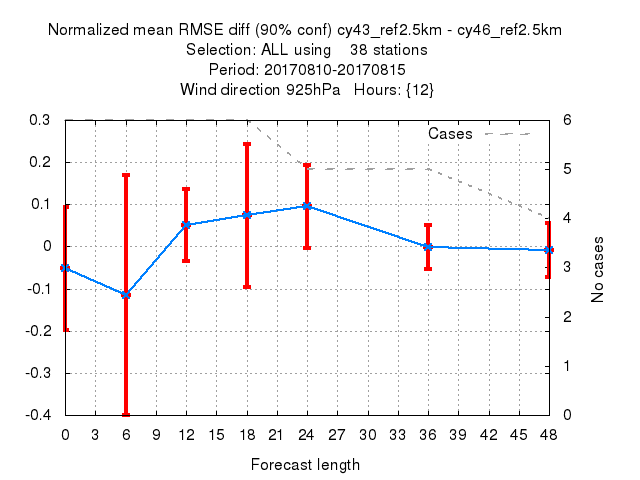 Normalized mean RMSE diff (90% conf) cy43_ref2.5km - cy46_ref2.5km
Selection: ALL using 38 stations
Period: 20170810-20170815
Wind direction 925hPa Hours: {12}
Cases
0.3
0.2
0.1
0
-0.1
-0.2
-0.3
-0.4
6
5
4
3
2
1
0
No cases
0 3 6 9 12 15 18 21 24 27 30 33 36 39 42 45 48
Forecast length